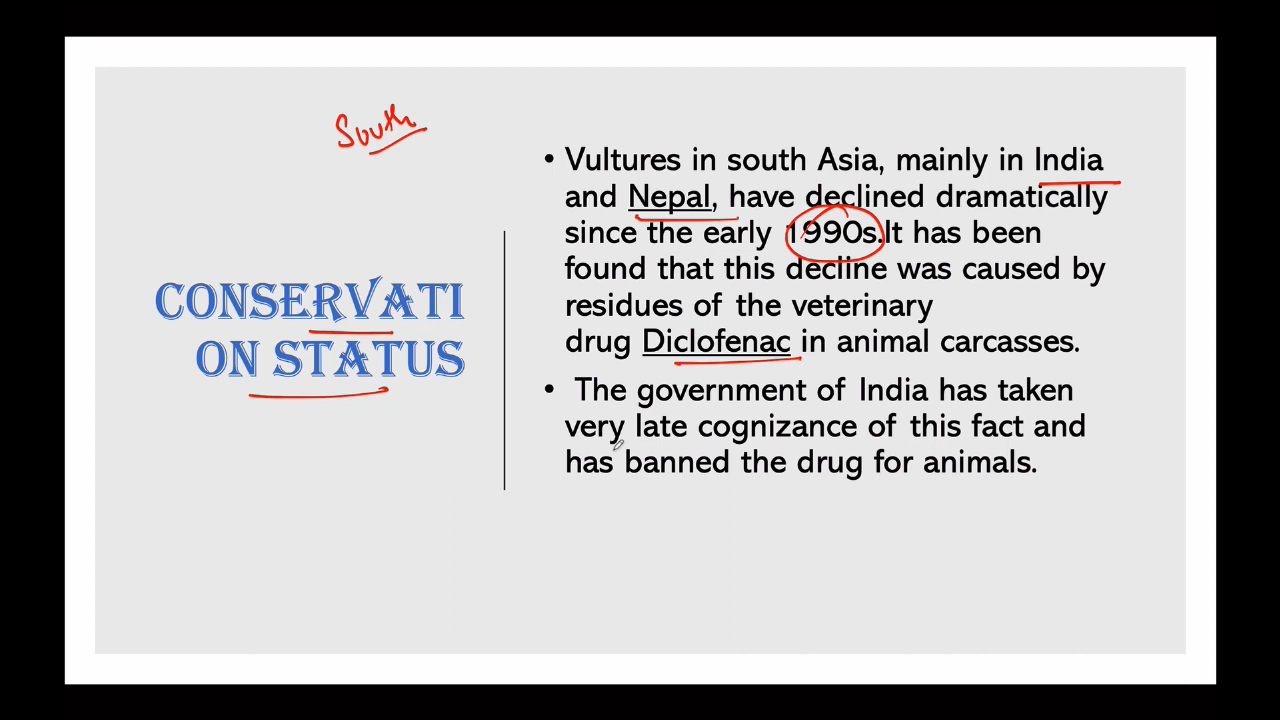 South
CONSERVATI
ON STATUS
• Vultures in south Asia, mainly in India
and Nepal, have declined dramatically
since the early 1990s.It has been
found that this decline was caused by
residues of the veterinary
drug Diclofenac in animal carcasses.
• The government of India has taken
very late cognizance of this fact and
has banned the drug for animals.